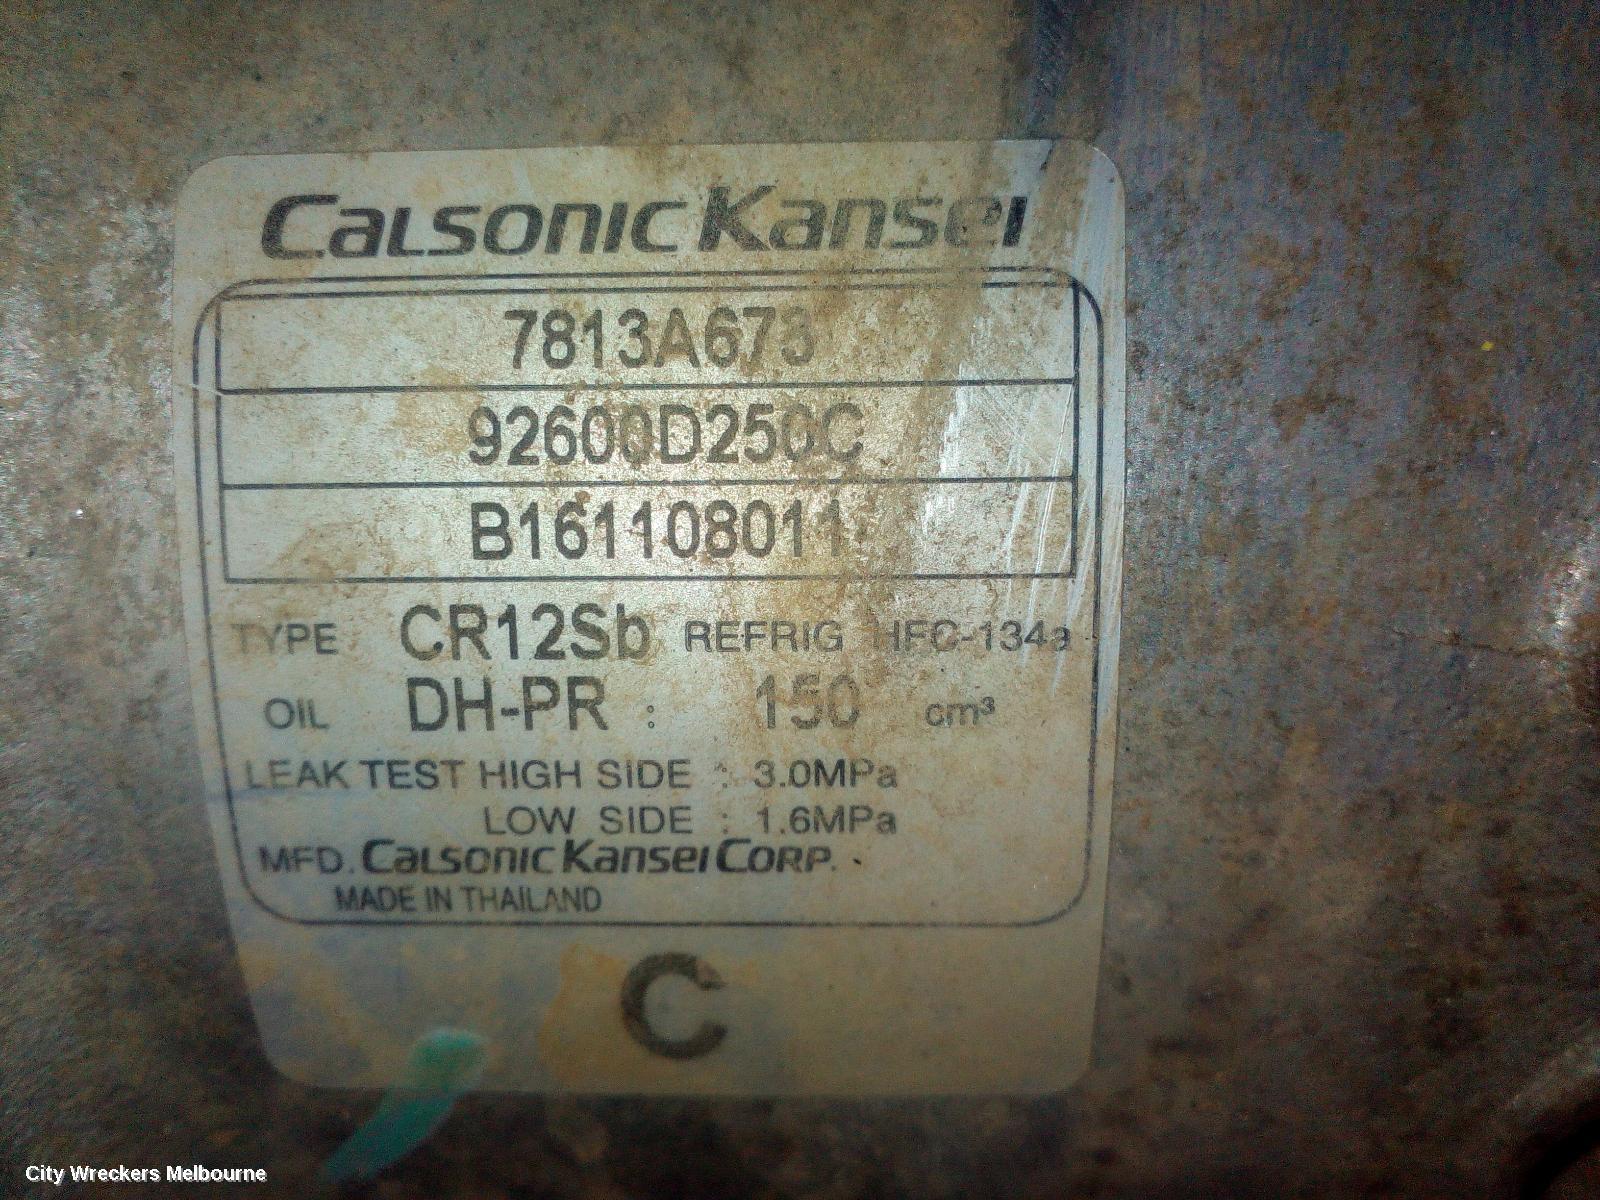 Calsonic Kansei
7813A673
92600D250C
B161108011
TYPE CR12Sb REFRIG HFC-134a
OIL DH-PR : 150 cm³
LEAK TEST HIGH SIDE : 3.0MPa
LOW SIDE : 1.6MPa
MFD. Calsonic Kansei Corp.
MADE IN THAILAND
C
City Wreckers Melbourne